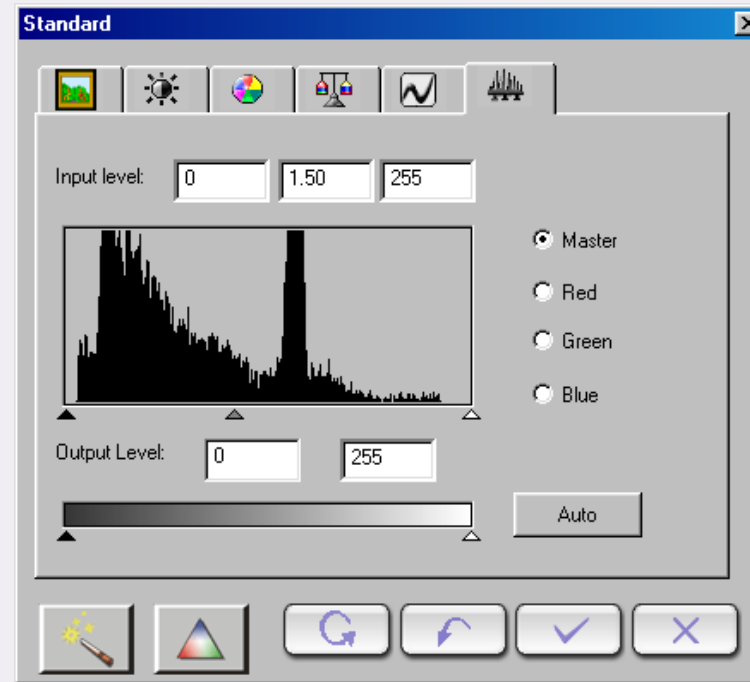 Standard
Input level: 0 1.50 255
Master
Red
Green
Blue
Output Level: 0 255
Auto